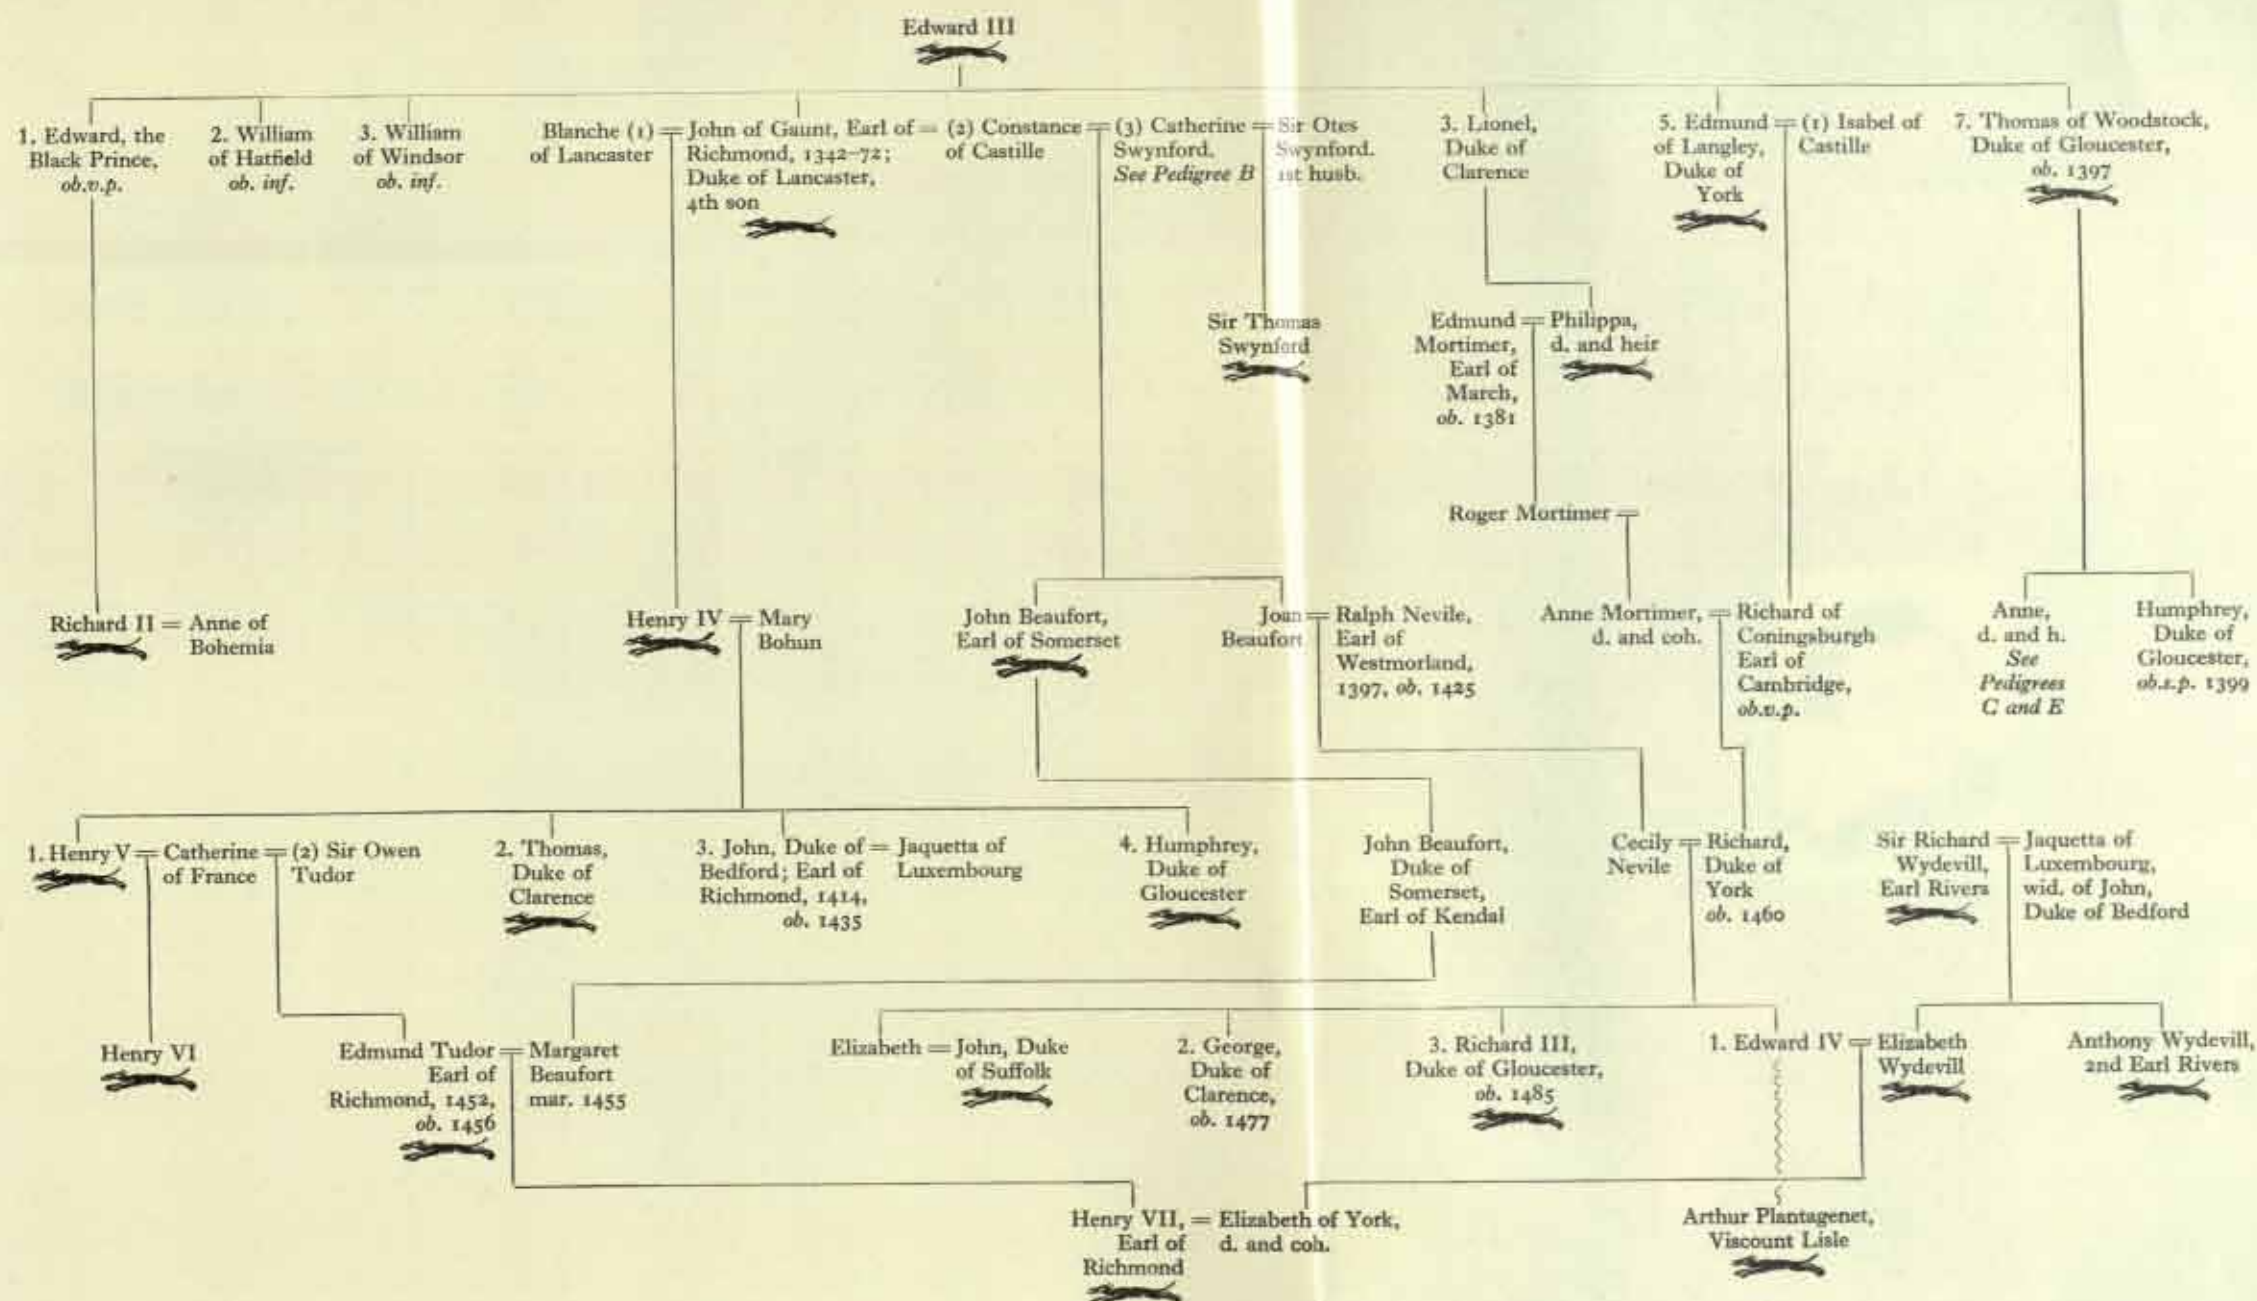 Edward III
1. Edward, the
Black Prince,
ob.v.p.
2. William
of Hatfield
ob. inf.
3. William
of Windsor
ob. inf.
Blanche (1) =
of Lancaster
John of Gaunt, Earl of =
Richmond, 1342–72;
Duke of Lancaster,
4th son
(2) Constance =
of Castille
(3) Catherine =
Swynford.
See Pedigree B
Sir Otes
Swynford.
1st husb.
3. Lionel,
Duke of
Clarence
5. Edmund =
of Langley,
Duke of
York
(1) Isabel of
Castille
7. Thomas of Woodstock,
Duke of Gloucester,
ob. 1397
Sir Thomas
Swynford
Edmund =
Mortimer,
Earl of
March,
ob. 1381
Philippa,
d. and heir
Roger Mortimer =
Richard II =
Anne of
Bohemia
Henry IV =
Mary
Bohun
John Beaufort,
Earl of Somerset
Joan =
Beaufort
Ralph Nevile,
Earl of
Westmorland,
1397, ob. 1425
Anne Mortimer, =
d. and coh.
Richard of
Coningsburgh
Earl of
Cambridge,
ob.v.p.
Anne,
d. and h.
See
Pedigrees
C and E
Humphrey,
Duke of
Gloucester,
ob.s.p. 1399
1. Henry V =
Catherine =
of France
(2) Sir Owen
Tudor
2. Thomas,
Duke of
Clarence
3. John, Duke of =
Bedford; Earl of
Richmond, 1414,
ob. 1435
Jaquetta of
Luxembourg
4. Humphrey,
Duke of
Gloucester
John Beaufort,
Duke of
Somerset,
Earl of Kendal
Cecily =
Nevile
Richard,
Duke of
York
ob. 1460
Sir Richard =
Wydevill,
Earl Rivers
Jaquetta of
Luxembourg,
wid. of John,
Duke of Bedford
Henry VI
Edmund Tudor =
Earl of
Richmond, 1452,
ob. 1456
Margaret
Beaufort
mar. 1455
Elizabeth =
John, Duke
of Suffolk
2. George,
Duke of
Clarence,
ob. 1477
3. Richard III,
Duke of Gloucester,
ob. 1485
1. Edward IV =
Elizabeth
Wydevill
Anthony Wydevill,
2nd Earl Rivers
Henry VII, =
Earl of
Richmond
Elizabeth of York,
d. and coh.
Arthur Plantagenet,
Viscount Lisle